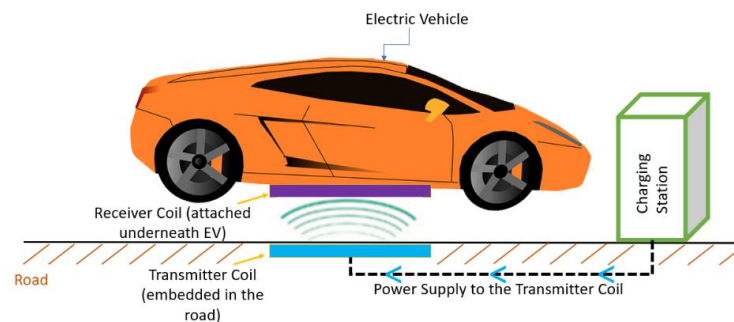 Electric Vehicle
Charging
Station
Receiver Coil (attached
underneath EV)
Road
Transmitter Coil
(embedded in the
road)
Power Supply to the Transmitter Coil